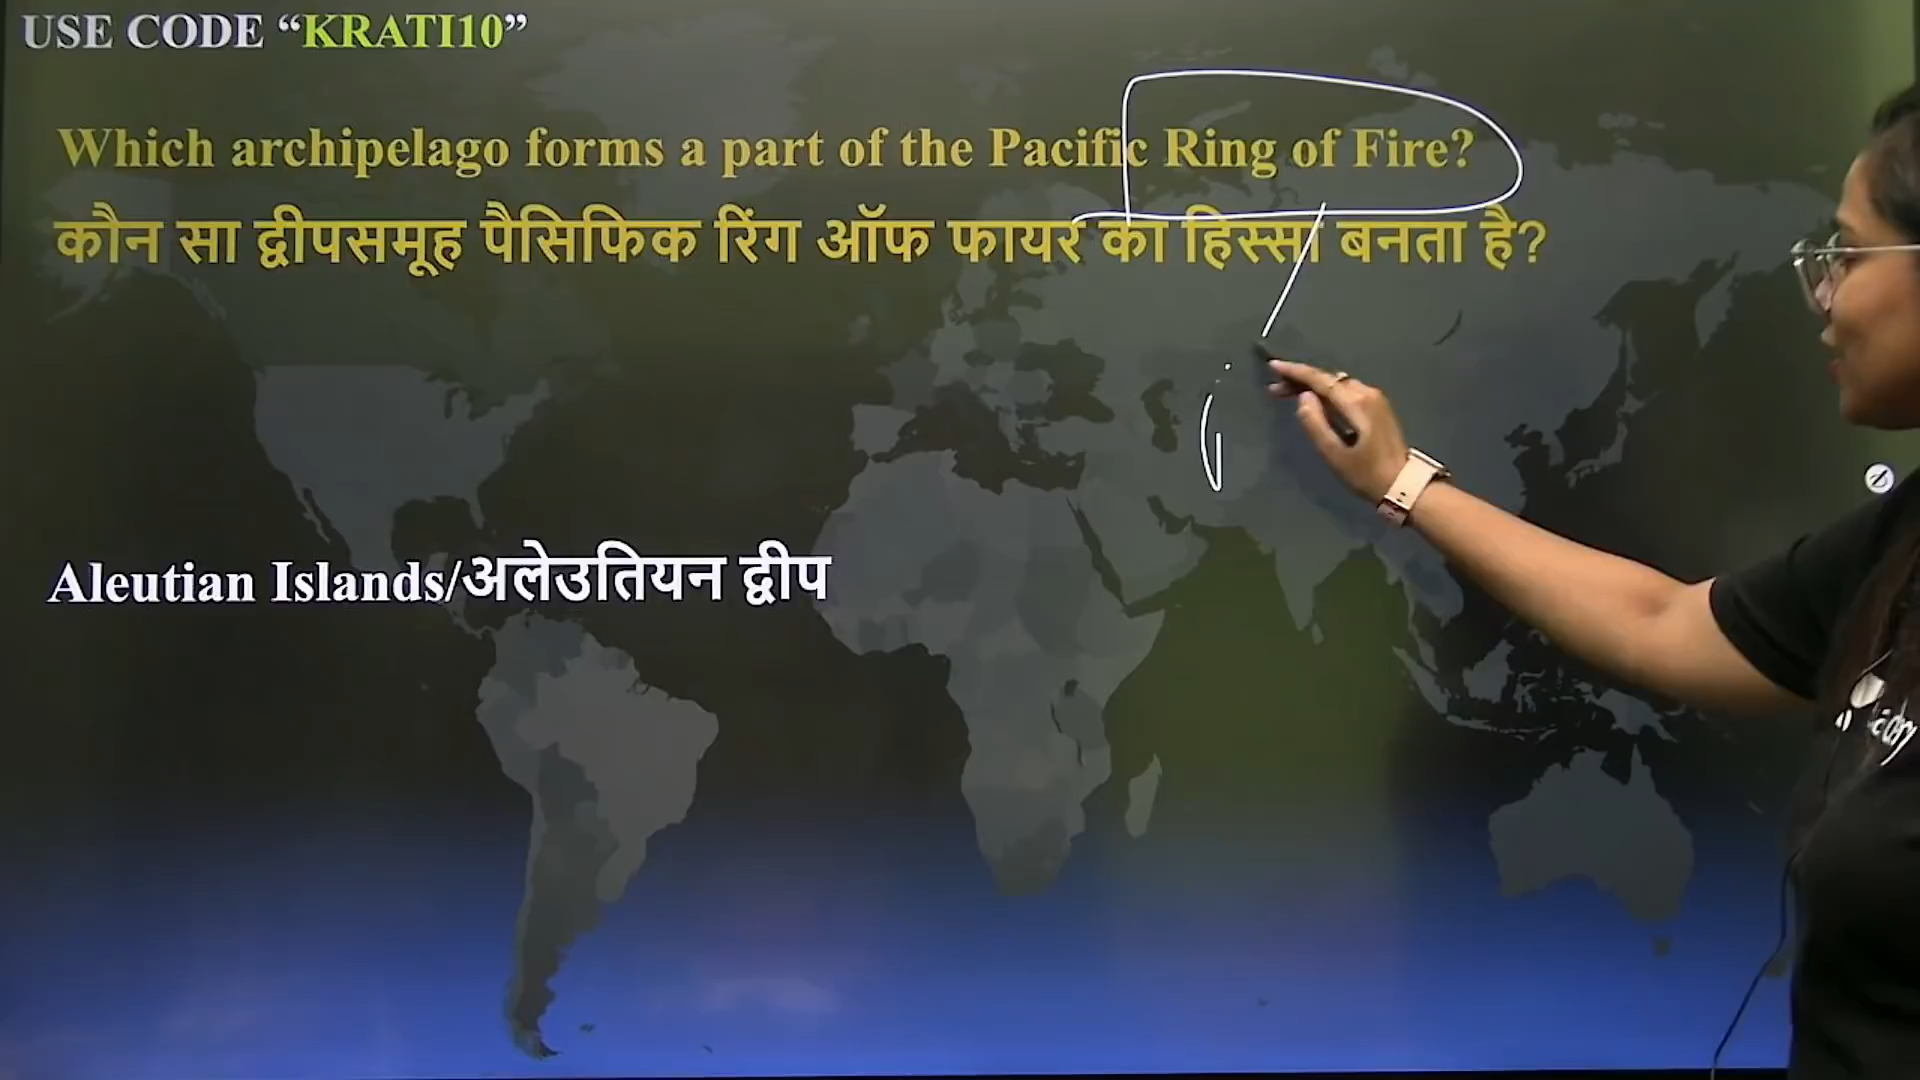 USE CODE “KRATI10”
Which archipelago forms a part of the Pacific Ring of Fire?
कौन सा द्वीपसमूह पैसिफिक रिंग ऑफ फायर का हिस्सा बनता है?
Aleutian Islands/अलेउतियन द्वीप